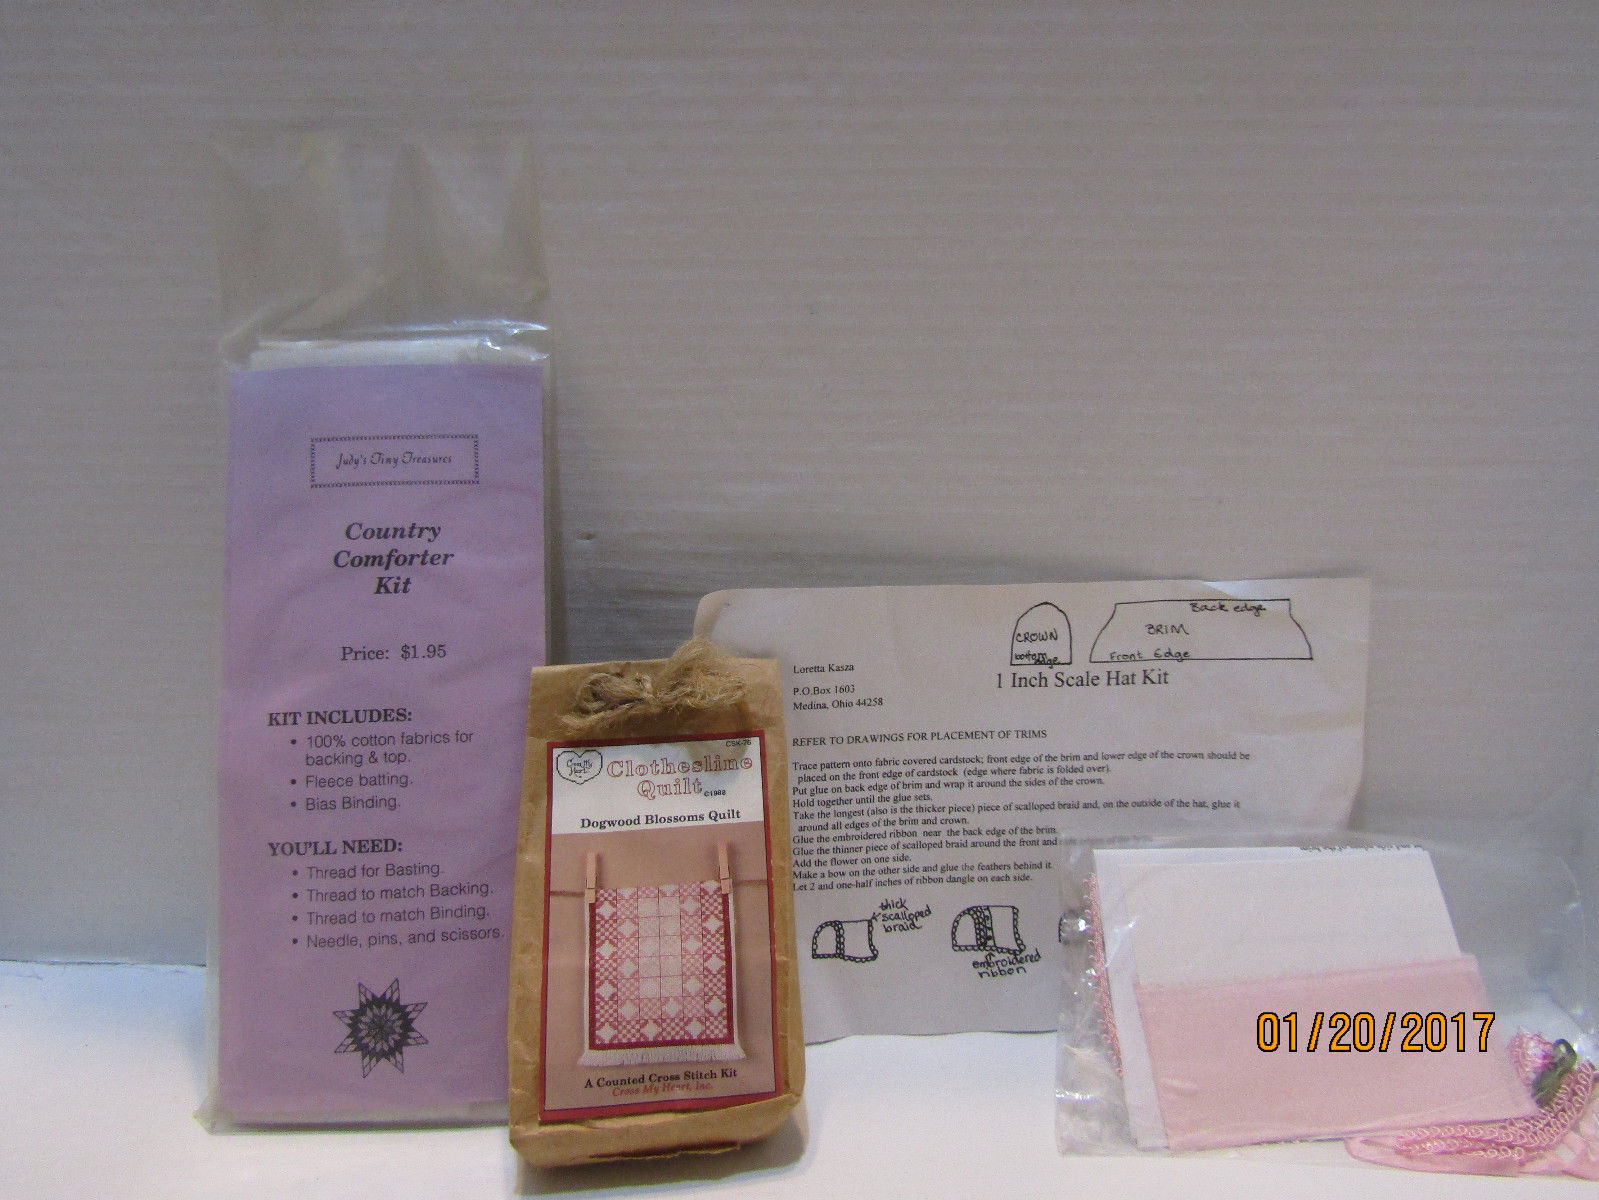 Judy's Tiny Treasures
Country
Comforter
Kit
Price: $1.95
KIT INCLUDES:
• 100% cotton fabrics for
backing & top.
• Fleece batting.
• Bias Binding.
YOU'LL NEED:
• Thread for Basting.
• Thread to match Backing.
• Thread to match Binding.
• Needle, pins, and scissors.
CSK-76
Cross My
Heart
Clothesline
Quilt ©1988
Dogwood Blossoms Quilt
A Counted Cross Stitch Kit
Cross My Heart, Inc.
CROWN
bottom
edge
Back edge
BRIM
Front Edge
1 Inch Scale Hat Kit
Loretta Kasza
P.O.Box 1603
Medina, Ohio 44258
REFER TO DRAWINGS FOR PLACEMENT OF TRIMS
Trace pattern onto fabric covered cardstock; front edge of the brim and lower edge of the crown should be
placed on the front edge of cardstock (edge where fabric is folded over).
Put glue on back edge of brim and wrap it around the sides of the crown.
Hold together until the glue sets.
Take the longest (also is the thicker piece) piece of scalloped braid and, on the outside of the hat, glue it
around all edges of the brim and crown.
Glue the embroidered ribbon near the back edge of the brim.
Glue the thinner piece of scalloped braid around the front and
Add the flower on one side.
Make a bow on the other side and glue the feathers behind it.
Let 2 and one-half inches of ribbon dangle on each side.
thick
scalloped
braid
embroidered
ribbon
01/20/2017